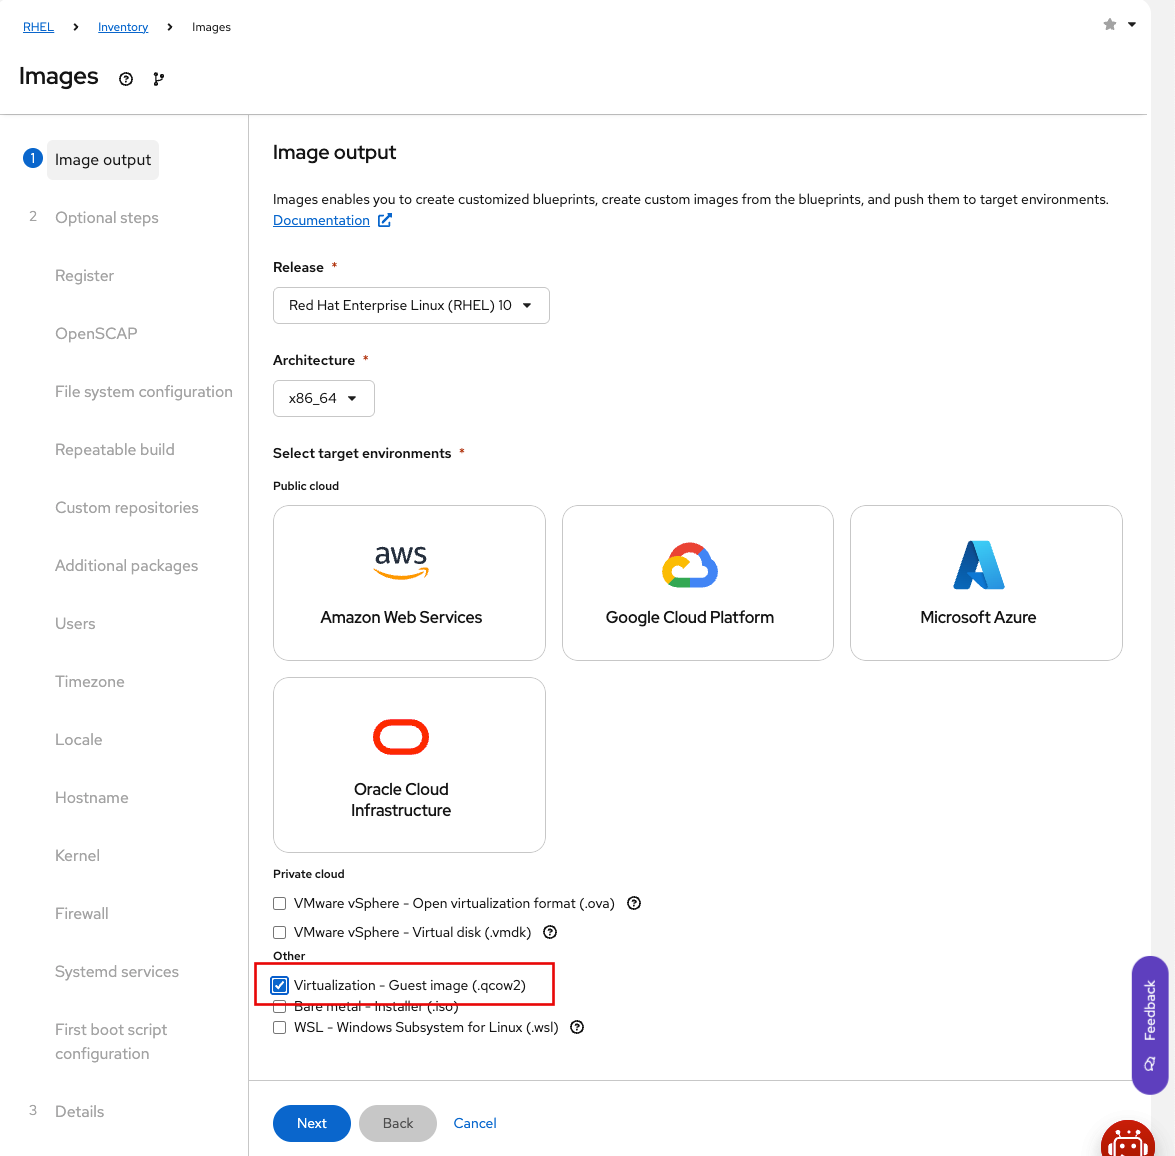 RHEL > Inventory > Images
Images
1 Image output
2 Optional steps
Register
OpenSCAP
File system configuration
Repeatable build
Custom repositories
Additional packages
Users
Timezone
Locale
Hostname
Kernel
Firewall
Systemd services
First boot script
configuration
3 Details
Image output
Images enables you to create customized blueprints, create custom images from the blueprints, and push them to target environments.
Documentation
Release *
Red Hat Enterprise Linux (RHEL) 10
Architecture *
x86_64
Select target environments *
Public cloud
aws
Amazon Web Services
Google Cloud Platform
Microsoft Azure
Oracle Cloud
Infrastructure
Private cloud
VMware vSphere - Open virtualization format (.ova)
VMware vSphere - Virtual disk (.vmdk)
Other
Virtualization - Guest image (.qcow2)
Bare metal - Installer (.iso)
WSL - Windows Subsystem for Linux (.wsl)
Next Back Cancel
Feedback